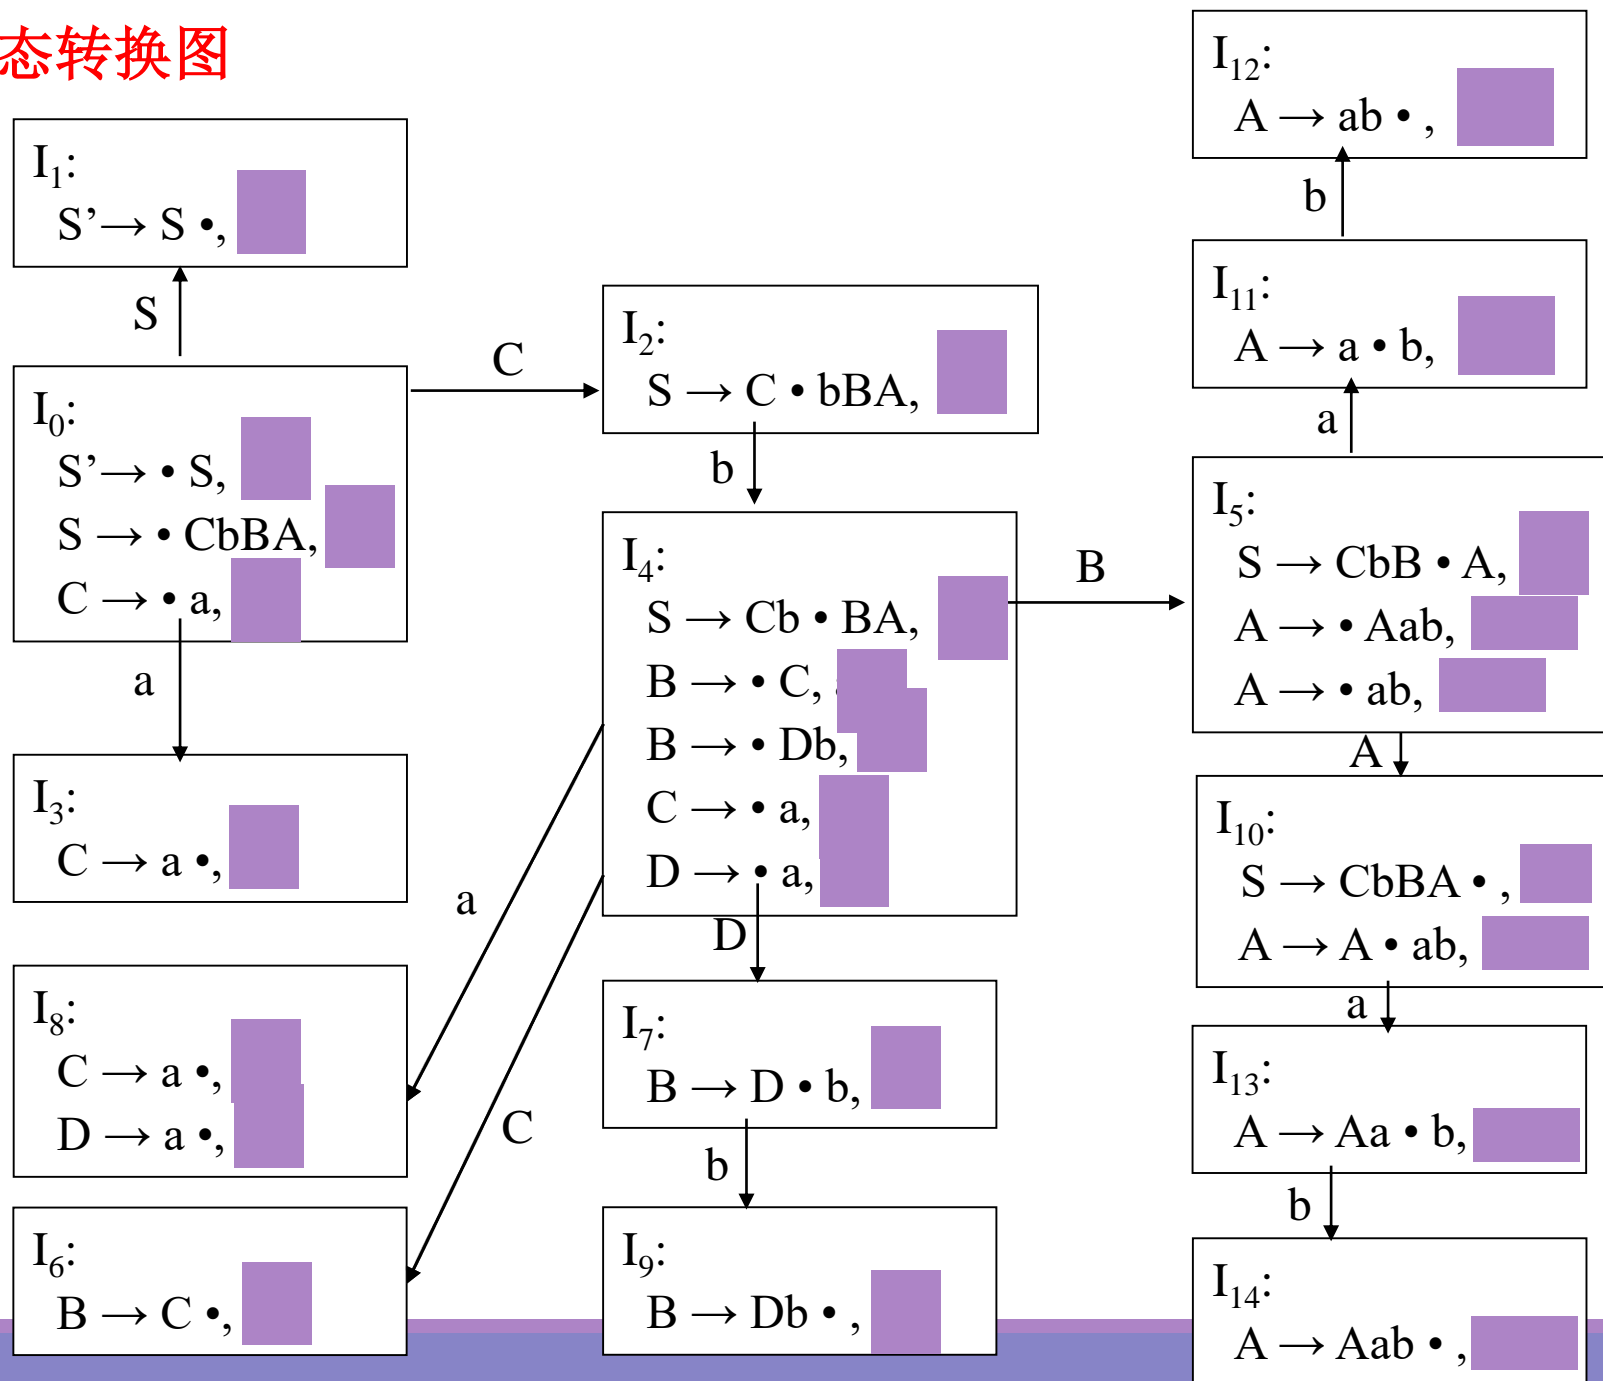 态转换图
I₁:
S’→ S •,
S
I₀:
S’→ • S,
S → • CbBA,
C → • a,
a
I₃:
C → a •,
I₈:
C → a •,
D → a •,
I₆:
B → C •,
C
I₂:
S → C • bBA,
b
I₄:
S → Cb • BA,
B → • C,
B → • Db,
C → • a,
D → • a,
a
C
D
I₇:
B → D • b,
b
I₉:
B → Db • ,
B
I₁₂:
A → ab • ,
b
I₁₁:
A → a • b,
a
I₅:
S → CbB • A,
A → • Aab,
A → • ab,
A
I₁₀:
S → CbBA • ,
A → A • ab,
a
I₁₃:
A → Aa • b,
b
I₁₄:
A → Aab • ,